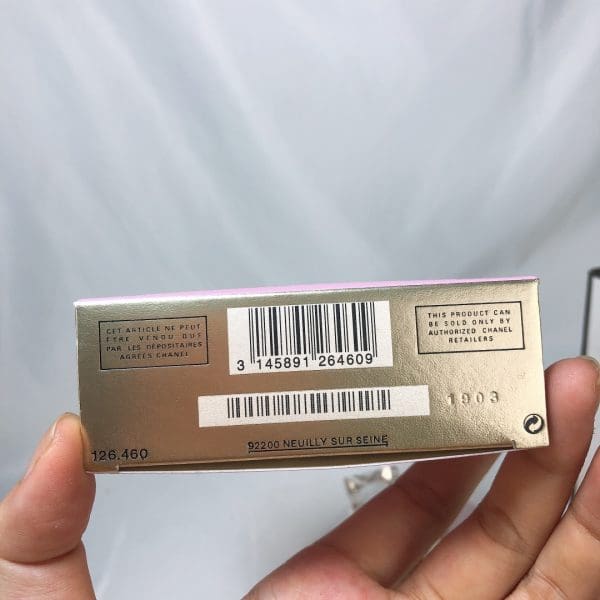 CET ARTICLE NE PEUT
ÊTRE VENDU QUE
PAR LES DÉPOSITAIRES
AGRÉÉS CHANEL
3 145891 264609
THIS PRODUCT CAN
BE SOLD ONLY BY
AUTHORIZED CHANEL
RETAILERS
1903
126.460
92200 NEUILLY SUR SEINE